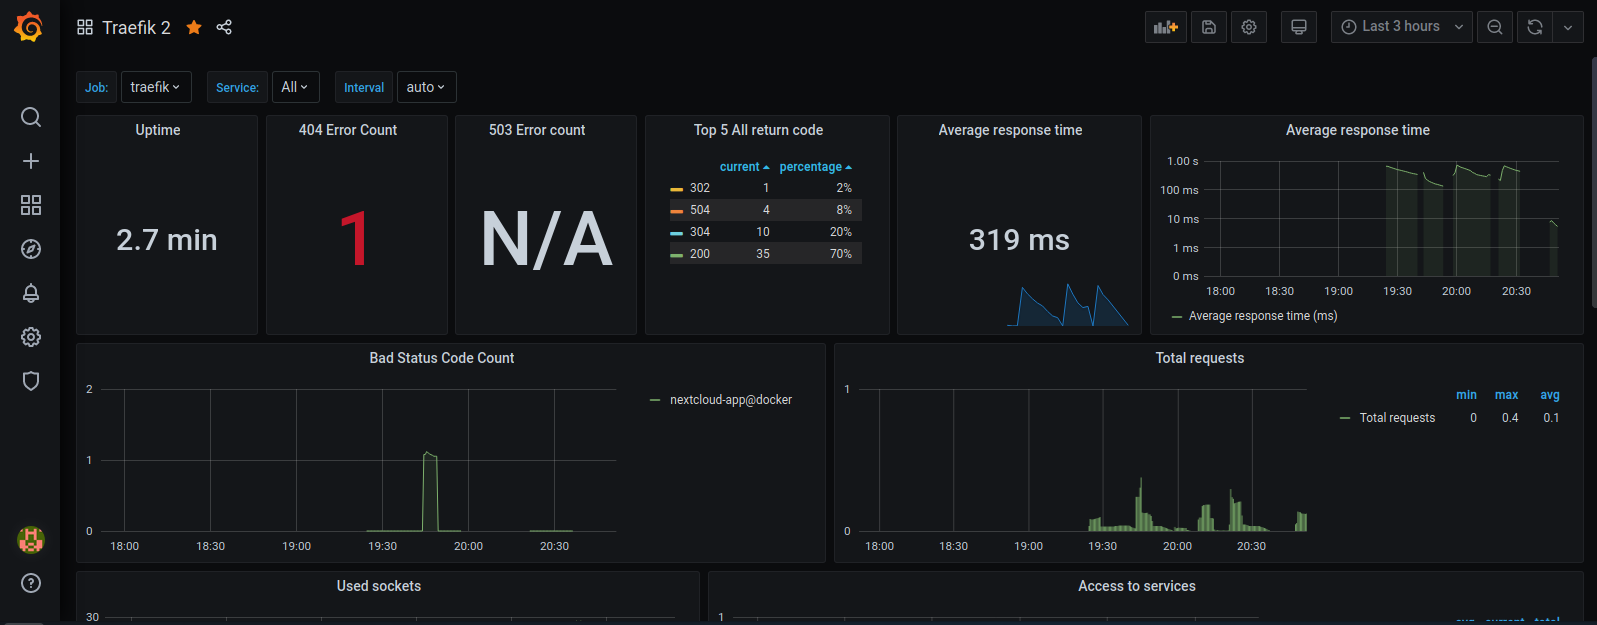 Traefik 2
Last 3 hours
Job: traefik Service: All Interval auto
Uptime
2.7 min
404 Error Count
1
503 Error count
N/A
Top 5 All return code
current percentage
302 1 2%
504 4 8%
304 10 20%
200 35 70%
Average response time
319 ms
Average response time
1.00 s
100 ms
10 ms
1 ms
0 ms
18:00 18:30 19:00 19:30 20:00 20:30
Average response time (ms)
Bad Status Code Count
2
1
0
18:00 18:30 19:00 19:30 20:00 20:30
nextcloud-app@docker
Total requests
1
0
18:00 18:30 19:00 19:30 20:00 20:30
min max avg
Total requests 0 0.4 0.1
Used sockets
30
Access to services
1